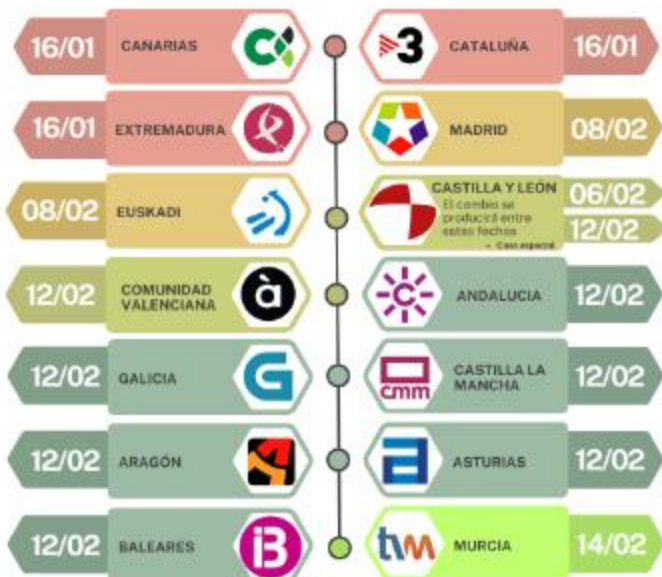 16/01 CANARIAS
3 CATALUÑA 16/01
16/01 EXTREMADURA
MADRID 08/02
08/02 EUSKADI
CASTILLA Y LEÓN 06/02
El cambio se
producirá entre
estas fechas 12/02
- Caso especial
12/02 COMUNIDAD
VALENCIANA à
c ANDALUCIA 12/02
12/02 GALICIA G
cmm CASTILLA LA
MANCHA 12/02
12/02 ARAGÓN
a ASTURIAS 12/02
12/02 BALEARES iB3
tvm MURCIA 14/02